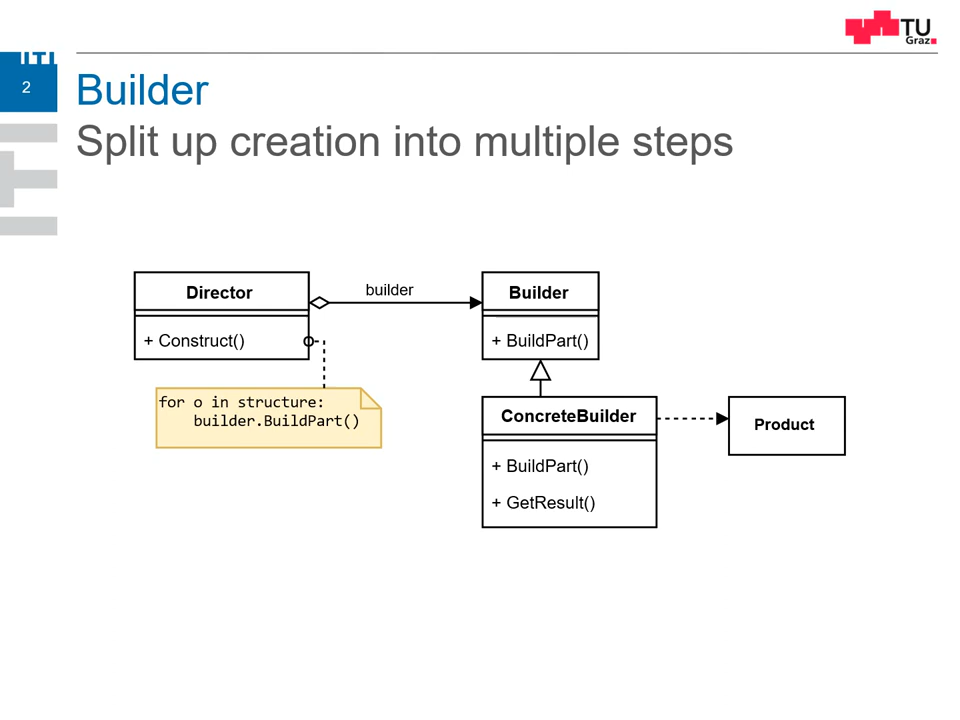 TU
Graz
2
Builder
Split up creation into multiple steps
Director
builder
Builder
+ Construct()
+ BuildPart()
for o in structure:
builder.BuildPart()
ConcreteBuilder
Product
+ BuildPart()
+ GetResult()